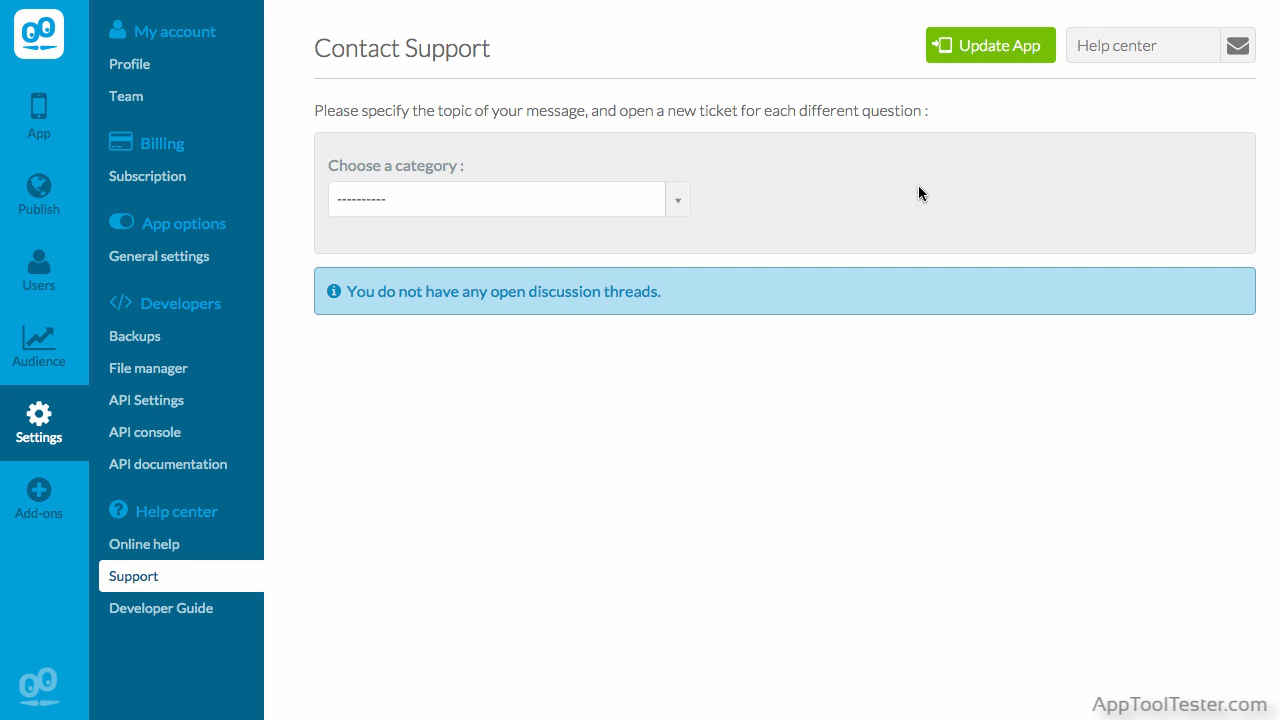 App
Publish
Users
Audience
Settings
Add-ons
My account
Profile
Team
Billing
Subscription
App options
General settings
Developers
Backups
File manager
API Settings
API console
API documentation
Help center
Online help
Support
Developer Guide
Contact Support
Update App
Help center
Please specify the topic of your message, and open a new ticket for each different question :
Choose a category :
----------
You do not have any open discussion threads.
AppToolTester.com